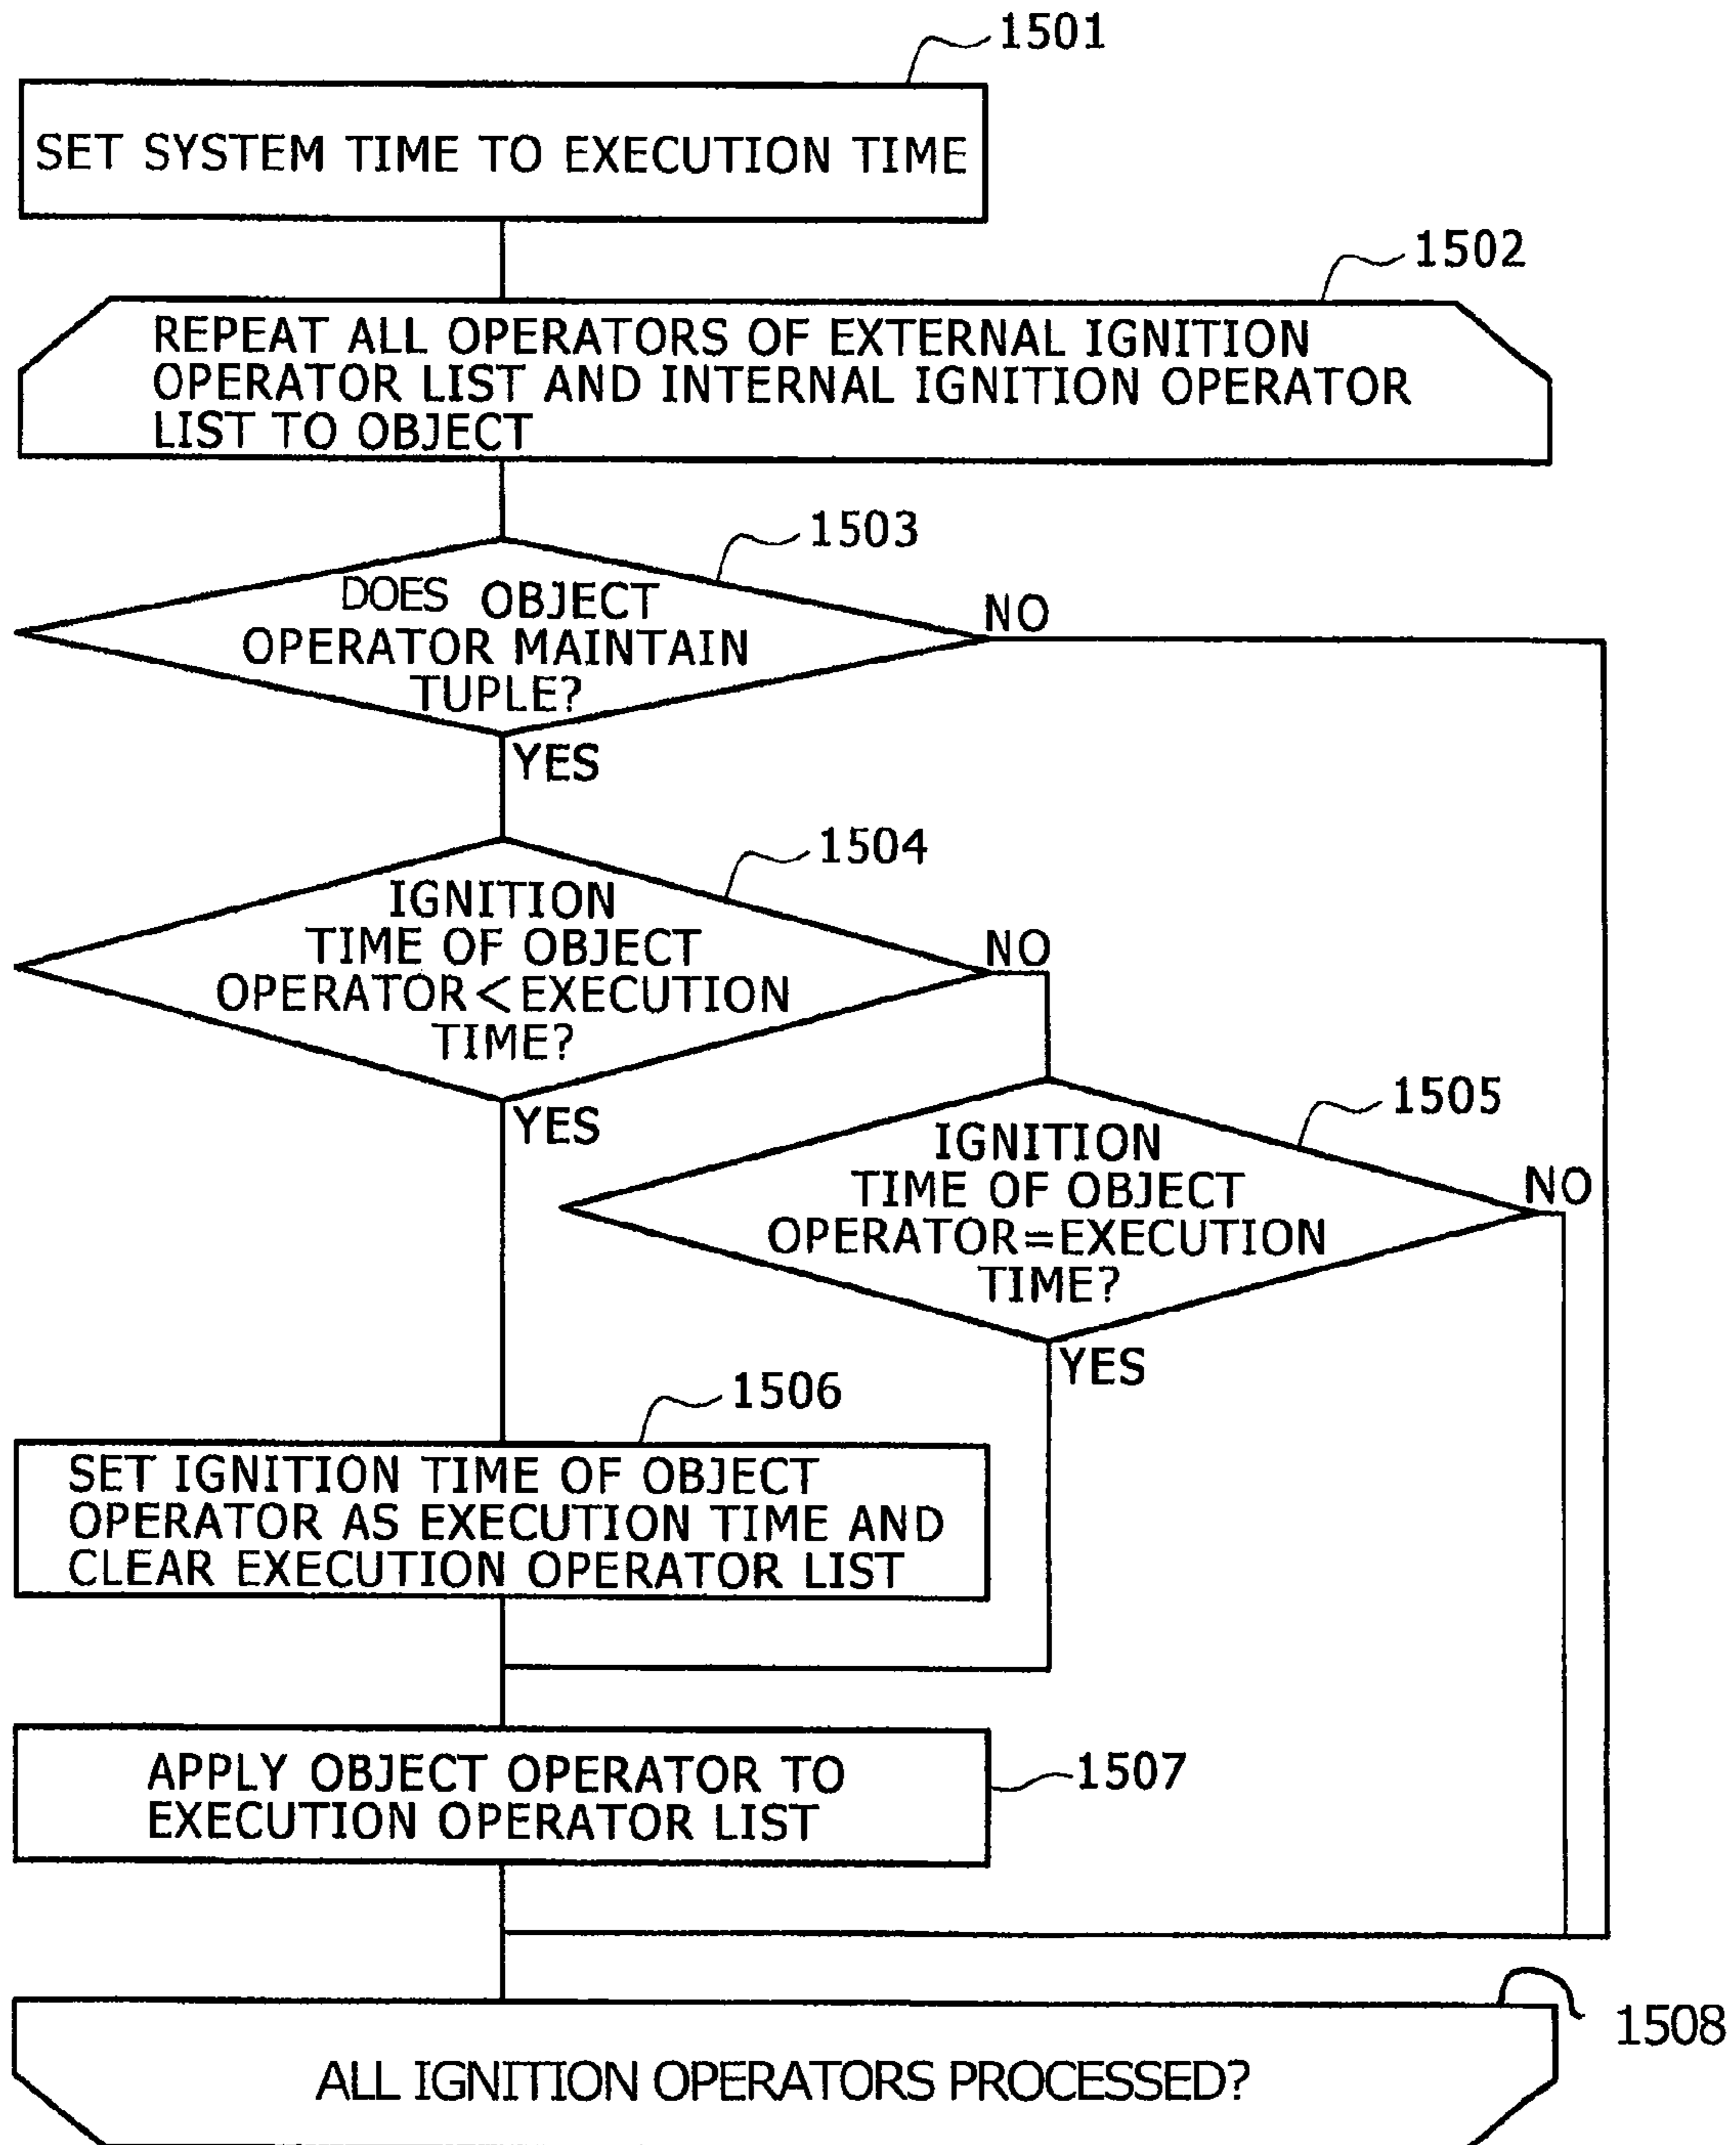 1501
SET SYSTEM TIME TO EXECUTION TIME
1502
REPEAT ALL OPERATORS OF EXTERNAL IGNITION
OPERATOR LIST AND INTERNAL IGNITION OPERATOR
LIST TO OBJECT
1503
DOES OBJECT
OPERATOR MAINTAIN
TUPLE?
NO
YES
1504
IGNITION
TIME OF OBJECT
OPERATOR<EXECUTION
TIME?
NO
YES
1505
IGNITION
TIME OF OBJECT
OPERATOR=EXECUTION
TIME?
NO
YES
1506
SET IGNITION TIME OF OBJECT
OPERATOR AS EXECUTION TIME AND
CLEAR EXECUTION OPERATOR LIST
APPLY OBJECT OPERATOR TO
EXECUTION OPERATOR LIST
1507
1508
ALL IGNITION OPERATORS PROCESSED?